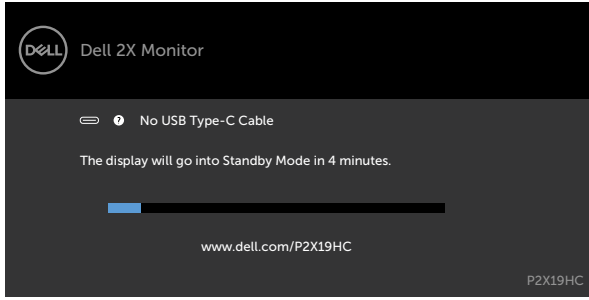 DELL
Dell 2X Monitor
? No USB Type-C Cable
The display will go into Standby Mode in 4 minutes.
www.dell.com/P2X19HC
P2X19HC